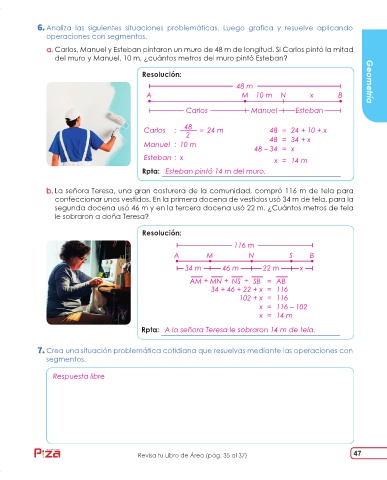 6. Analiza las siguientes situaciones problemáticas. Luego grafica y resuelve aplicando
operaciones con segmentos.
a. Carlos, Manuel y Esteban pintaron un muro de 48 m de longitud. Si Carlos pintó la mitad
del muro y Manuel, 10 m, ¿cuántos metros del muro pintó Esteban?
Geometría
Resolución:
48 m
A M 10 m N x B
Carlos Manuel Esteban
Carlos : 48/2 = 24 m
Manuel : 10 m
Esteban : x
48 = 24 + 10 + x
48 = 34 + x
48 – 34 = x
x = 14 m
Rpta: Esteban pintó 14 m del muro.
b. La señora Teresa, una gran costurera de la comunidad, compró 116 m de tela para
confeccionar unos vestidos. En la primera docena de vestidos usó 34 m de tela, para la
segunda docena usó 46 m y en la tercera docena usó 22 m. ¿Cuántos metros de tela
le sobraron a doña Teresa?
Resolución:
116 m
A M N S B
34 m 46 m 22 m x
AM + MN + NS + SB = AB
34 + 46 + 22 + x = 116
102 + x = 116
x = 116 – 102
x = 14 m
Rpta: A la señora Teresa le sobraron 14 m de tela.
7. Crea una situación problemática cotidiana que resuelvas mediante las operaciones con
segmentos.
Respuesta libre
Revisa tu Libro de Área (pág. 35 al 37)
47